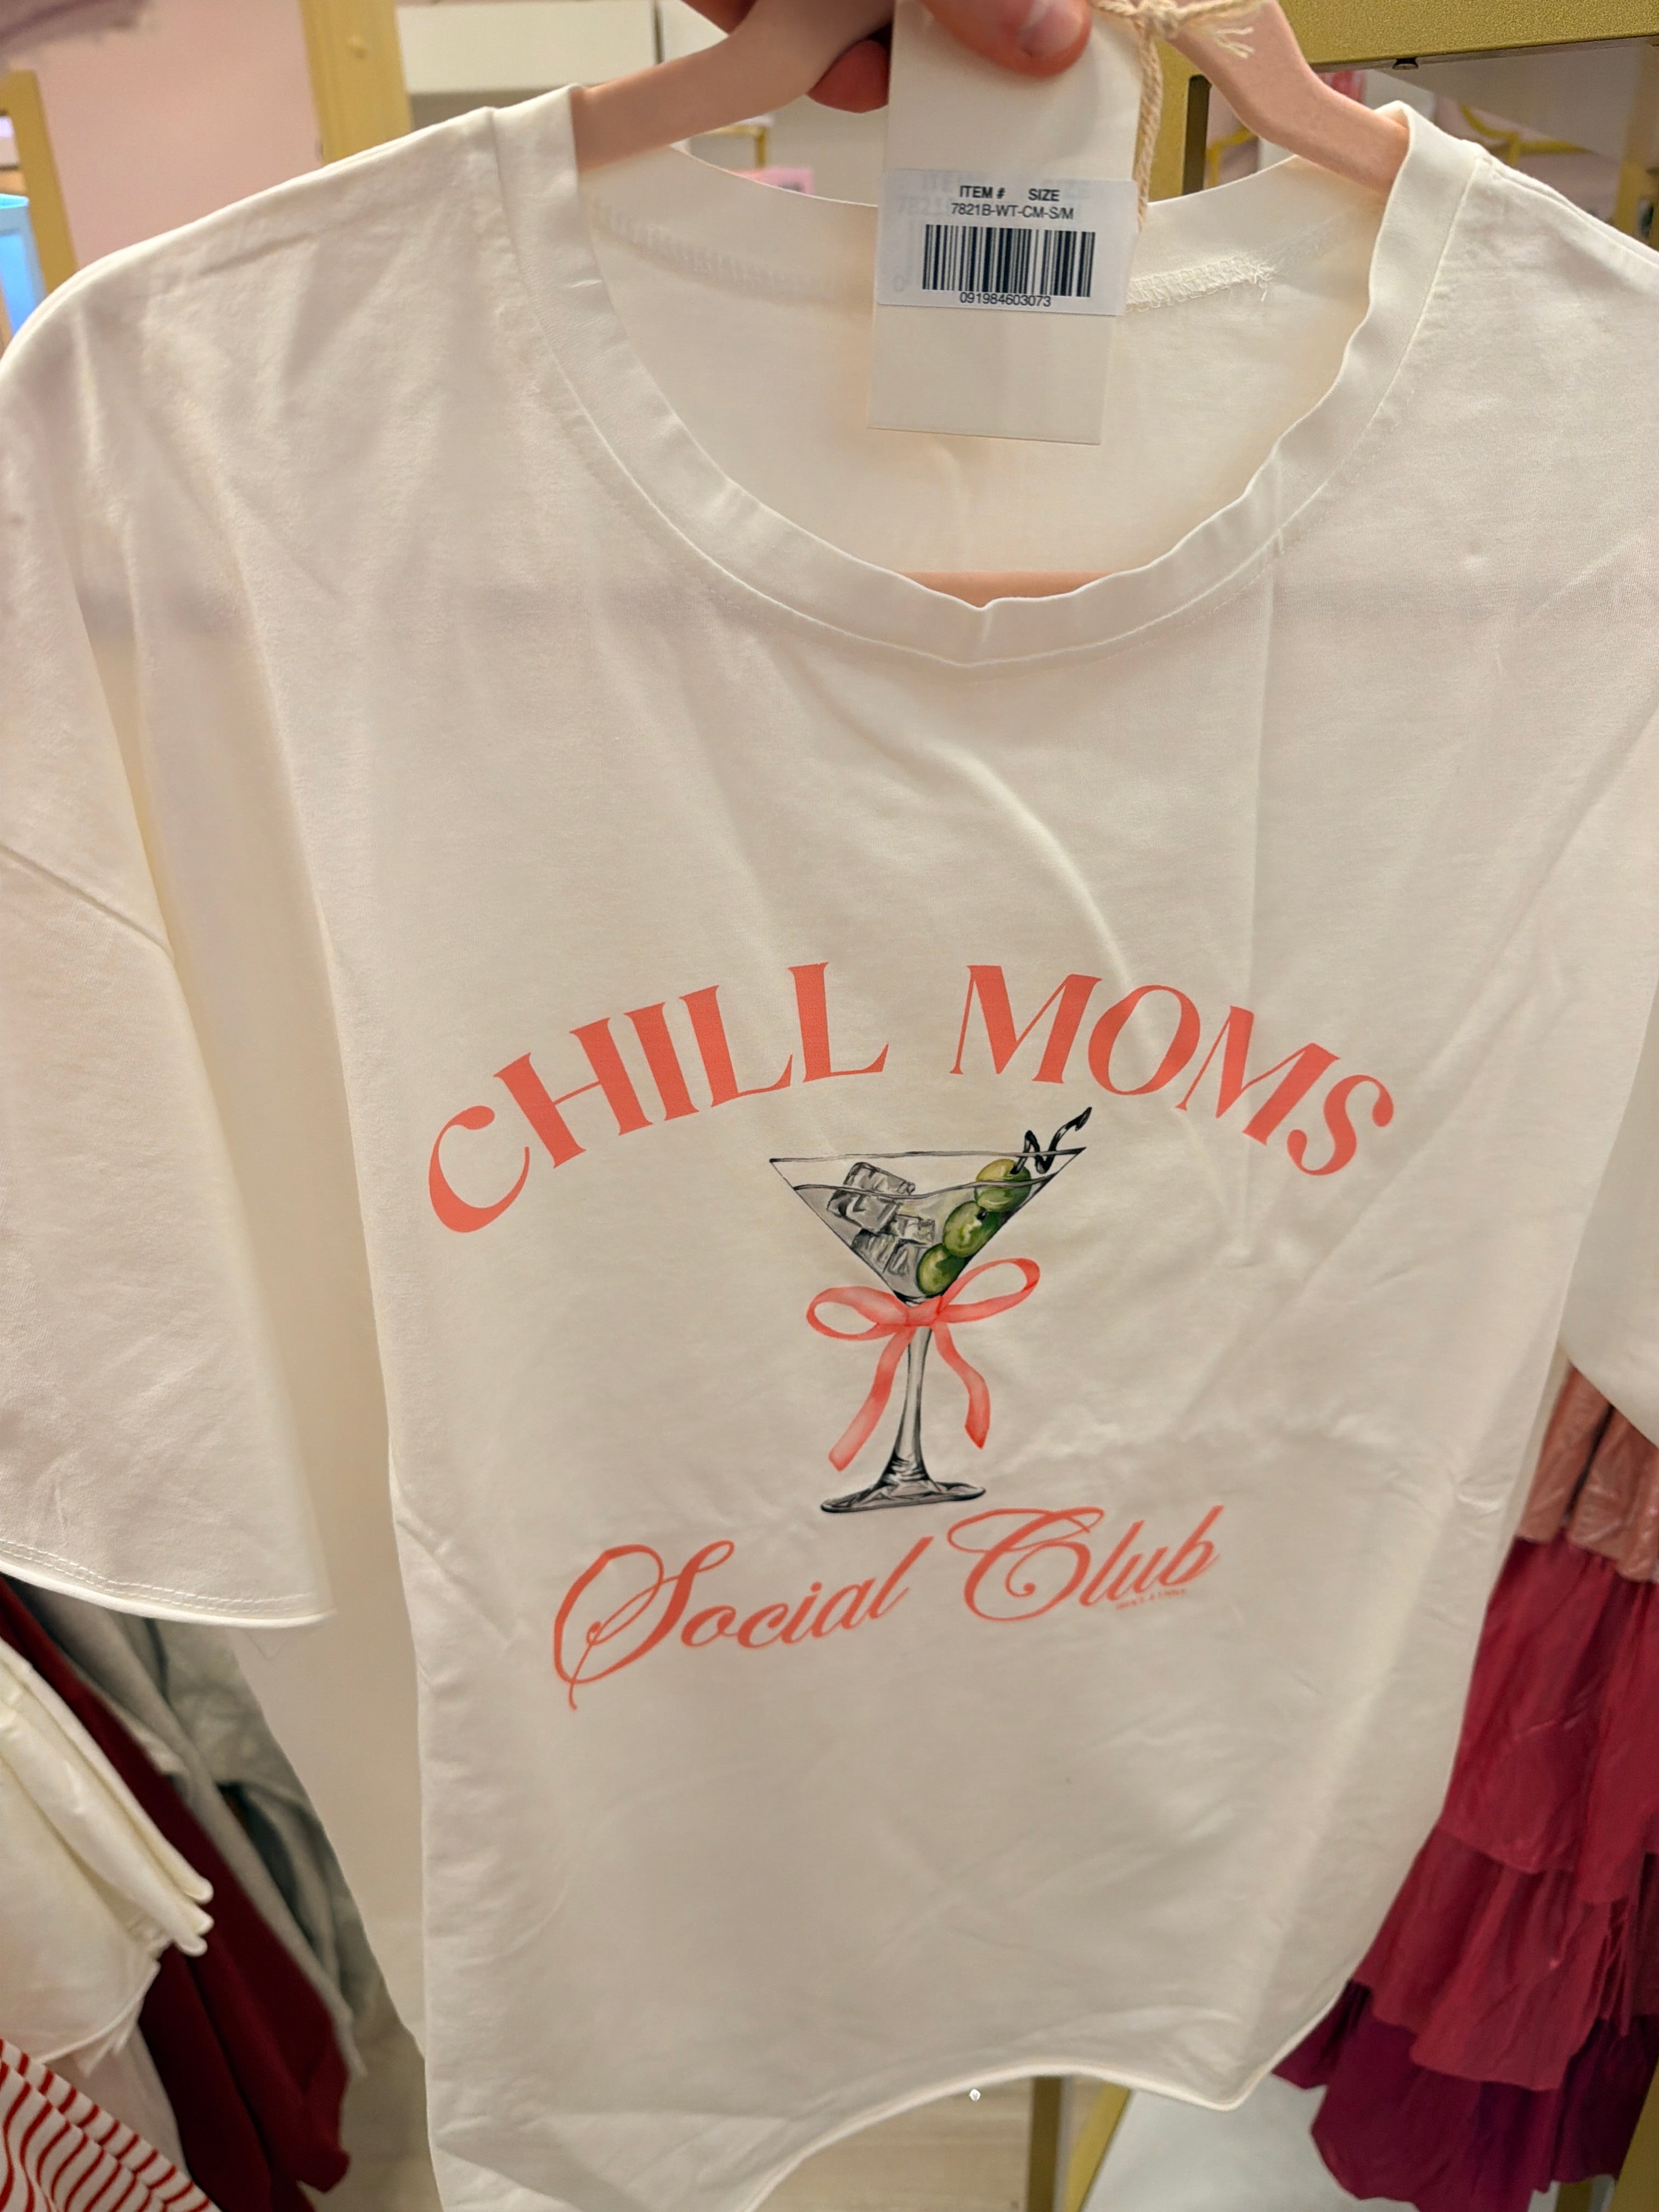 ITEM # SIZE
7821B-WT-CM-S/M
091984603073
CHILL MOMS
Social Club